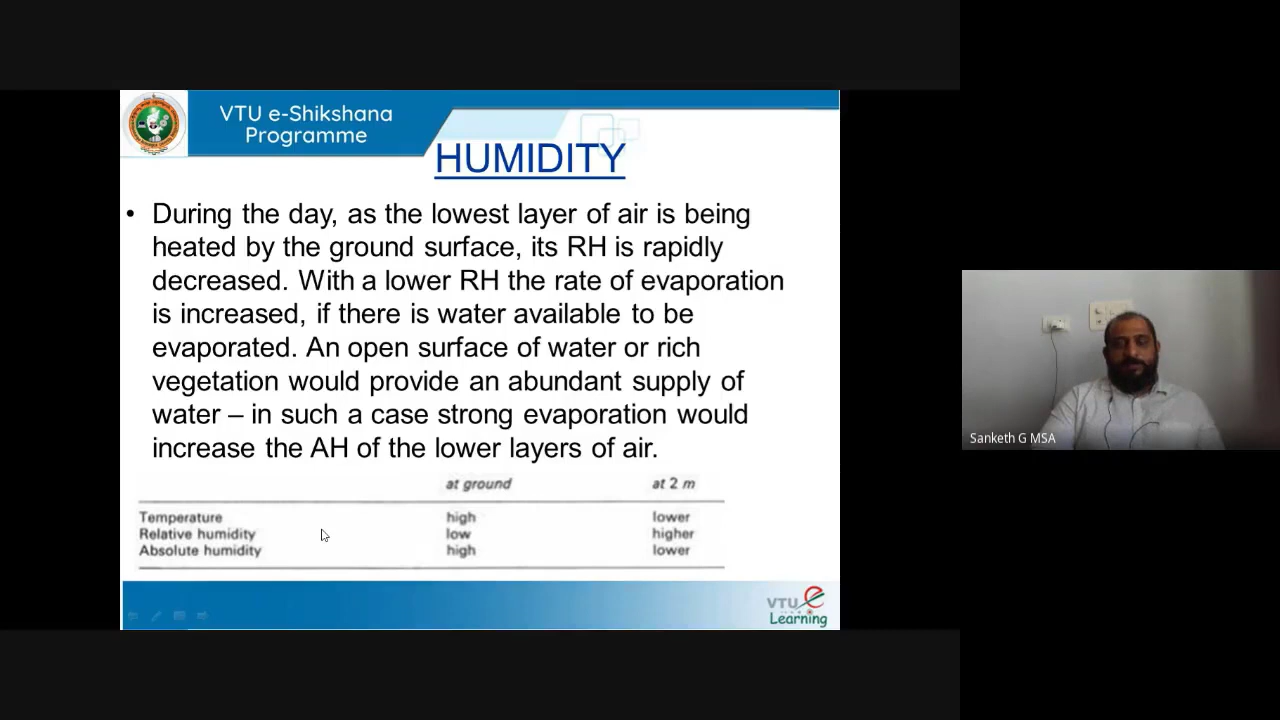 VTU e-Shikshana
Programme
HUMIDITY
• During the day, as the lowest layer of air is being
heated by the ground surface, its RH is rapidly
decreased. With a lower RH the rate of evaporation
is increased, if there is water available to be
evaporated. An open surface of water or rich
vegetation would provide an abundant supply of
water – in such a case strong evaporation would
increase the AH of the lower layers of air.
at ground at 2 m
Temperature high lower
Relative humidity low higher
Absolute humidity high lower
VTU e
Learning
Sanketh G MSA